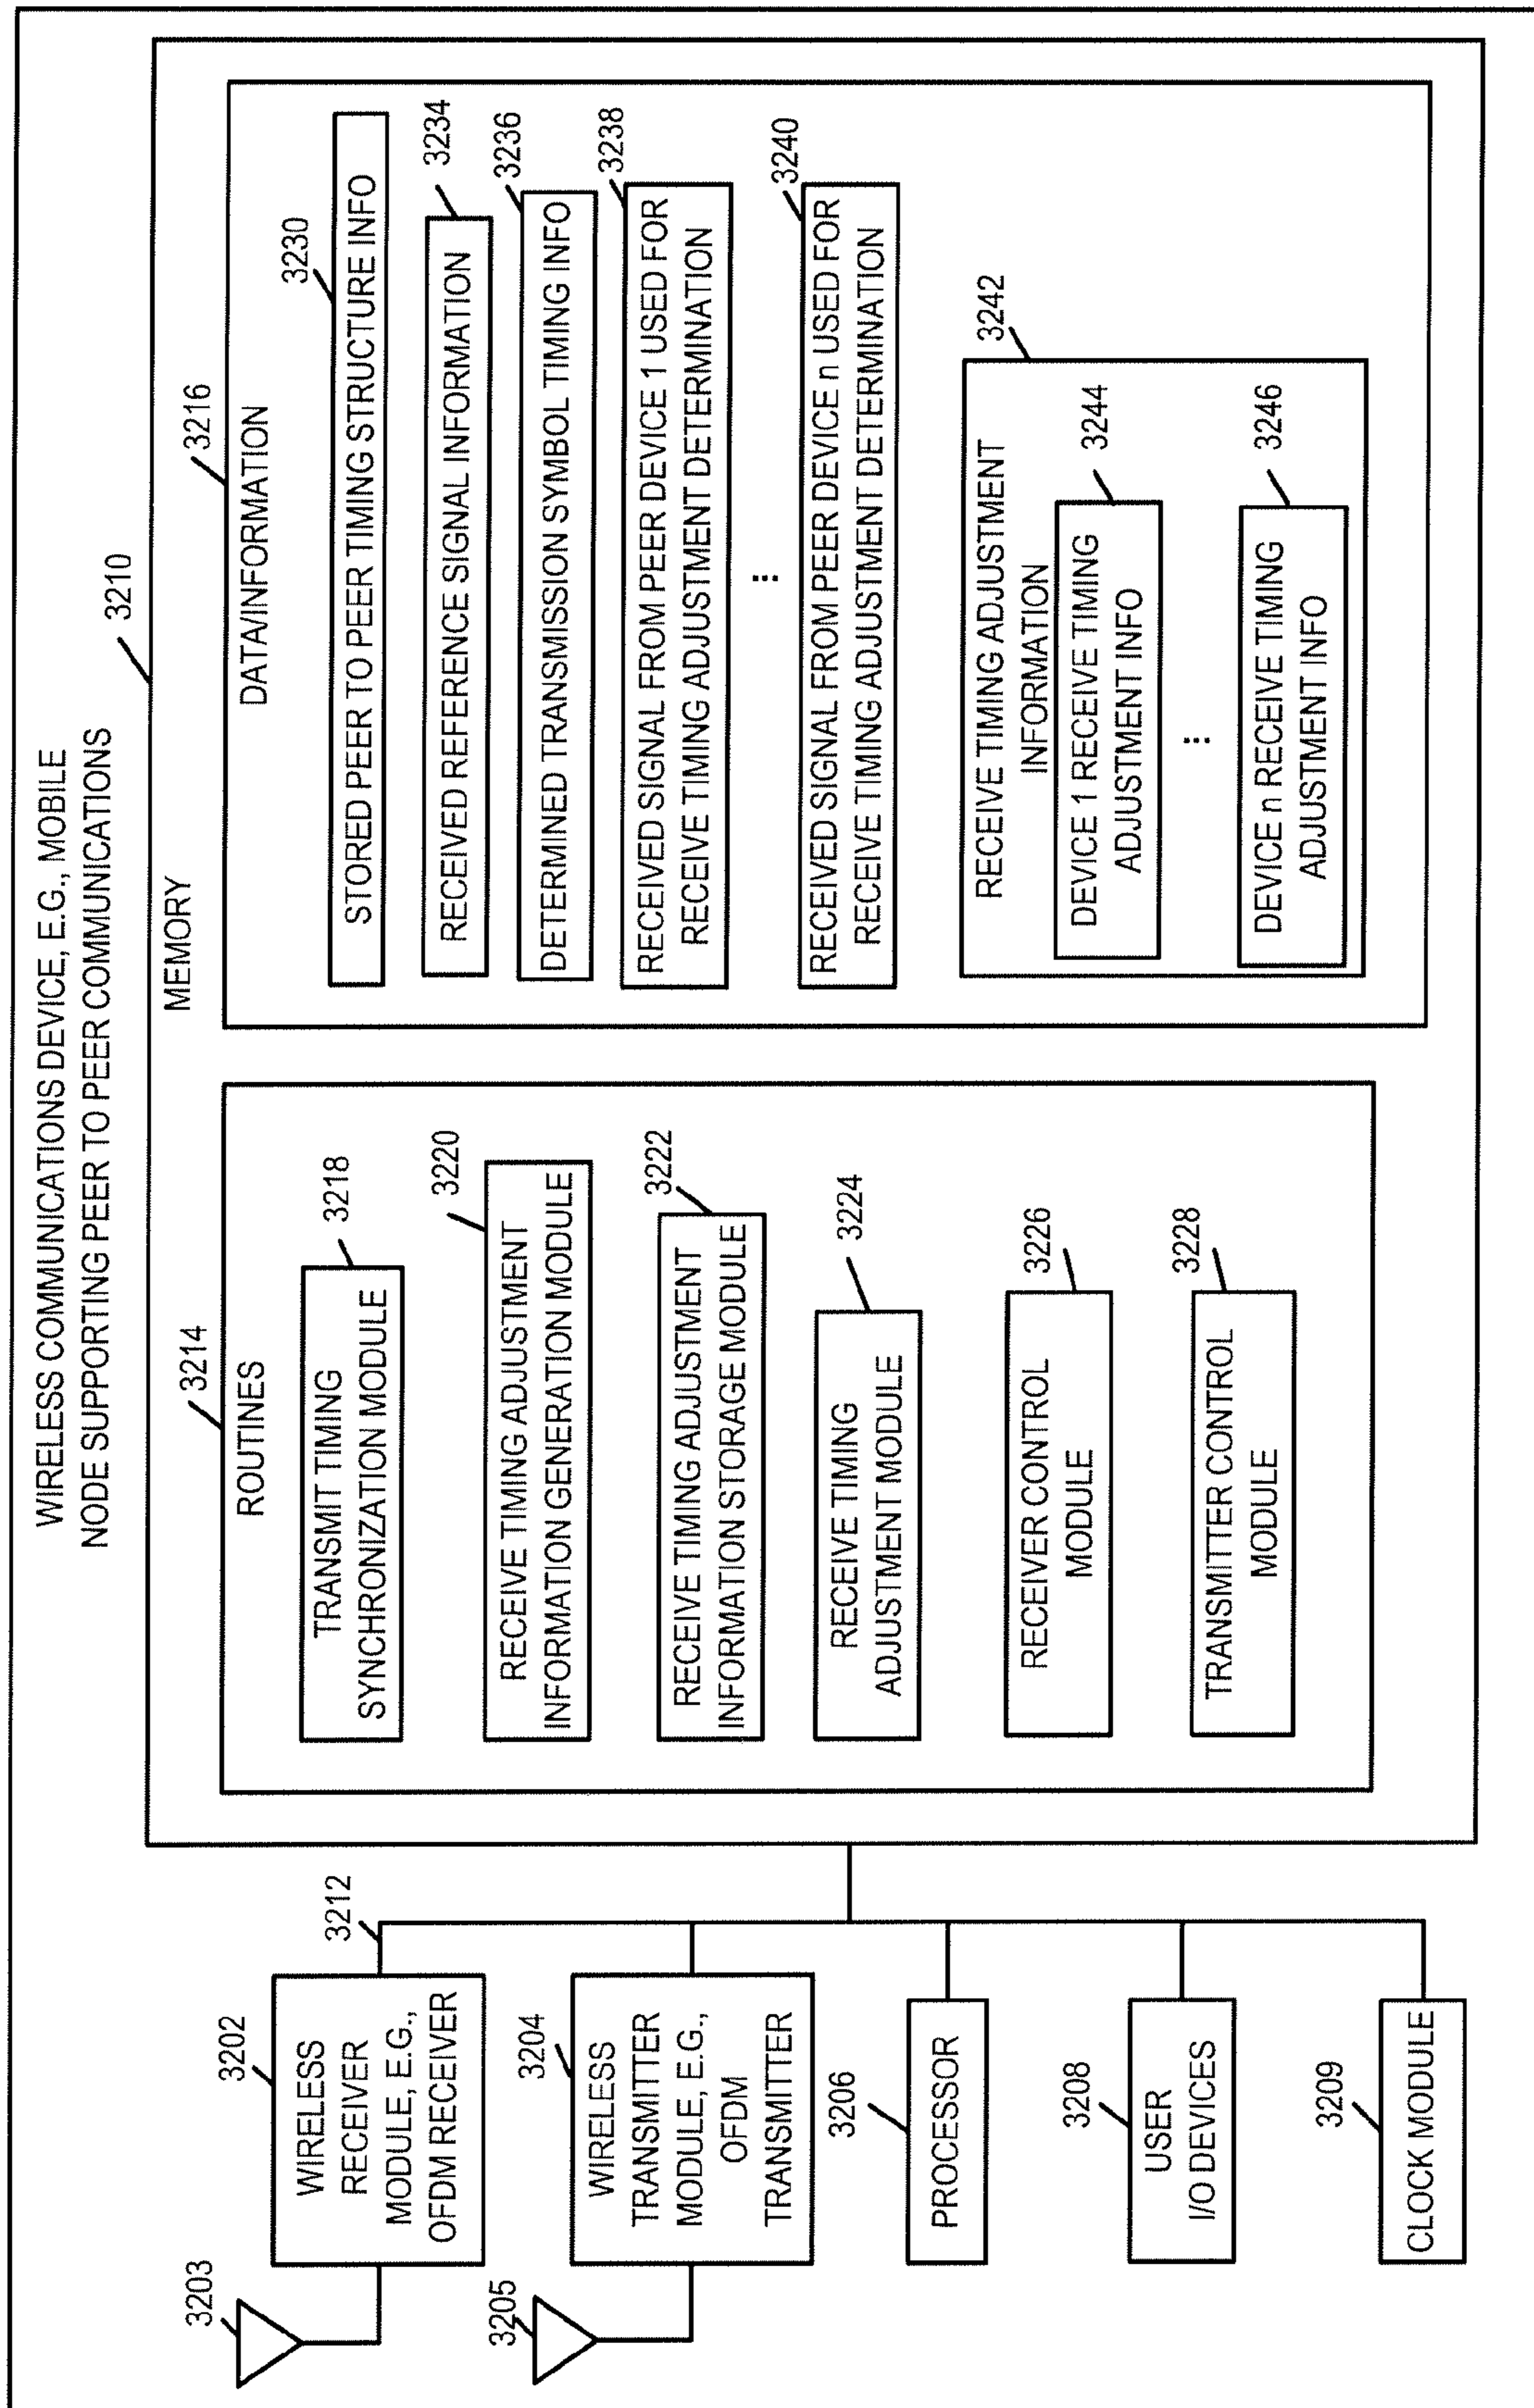 WIRELESS COMMUNICATIONS DEVICE, E.G., MOBILE
NODE SUPPORTING PEER TO PEER COMMUNICATIONS
3203
3202
WIRELESS
RECEIVER
MODULE, E.G.,
OFDM RECEIVER
3212
3205
3204
WIRELESS
TRANSMITTER
MODULE, E.G.,
OFDM
TRANSMITTER
3206
PROCESSOR
3208
USER
I/O DEVICES
3209
CLOCK MODULE
3210
MEMORY
3214
ROUTINES
3218
TRANSMIT TIMING
SYNCHRONIZATION MODULE
3220
RECEIVE TIMING ADJUSTMENT
INFORMATION GENERATION MODULE
3222
RECEIVE TIMING ADJUSTMENT
INFORMATION STORAGE MODULE
3224
RECEIVE TIMING
ADJUSTMENT MODULE
3226
RECEIVER CONTROL
MODULE
3228
TRANSMITTER CONTROL
MODULE
3216
DATA/INFORMATION
3230
STORED PEER TO PEER TIMING STRUCTURE INFO
3234
RECEIVED REFERENCE SIGNAL INFORMATION
3236
DETERMINED TRANSMISSION SYMBOL TIMING INFO
3238
RECEIVED SIGNAL FROM PEER DEVICE 1 USED FOR
RECEIVE TIMING ADJUSTMENT DETERMINATION
...
3240
RECEIVED SIGNAL FROM PEER DEVICE n USED FOR
RECEIVE TIMING ADJUSTMENT DETERMINATION
3242
RECEIVE TIMING ADJUSTMENT
INFORMATION
3244
DEVICE 1 RECEIVE TIMING
ADJUSTMENT INFO
...
3246
DEVICE n RECEIVE TIMING
ADJUSTMENT INFO